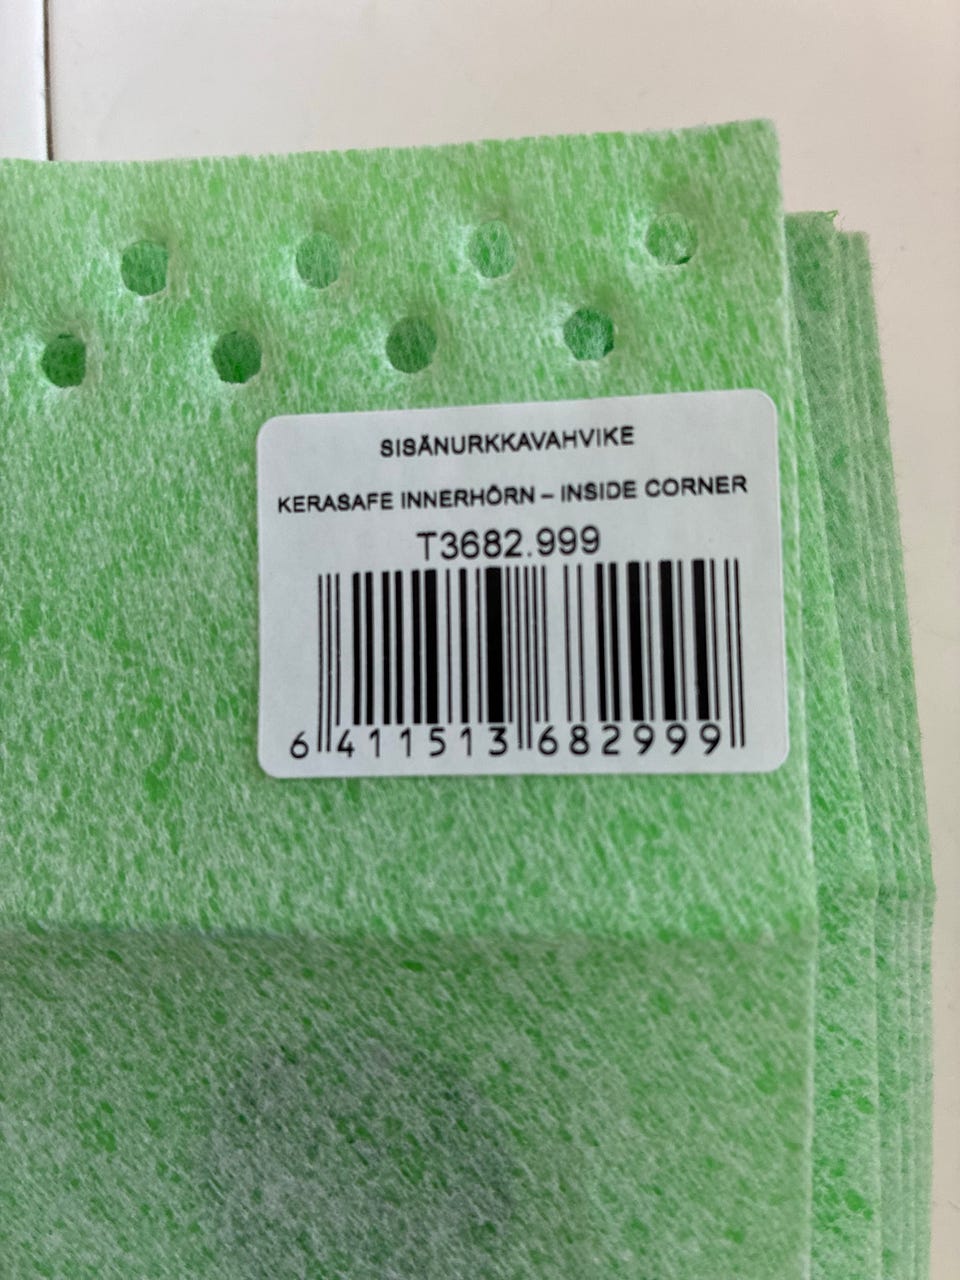 SISÄNURKKAVAHVIKE
KERASAFE INNERHÖRN – INSIDE CORNER
T3682.999
6 411513 682999